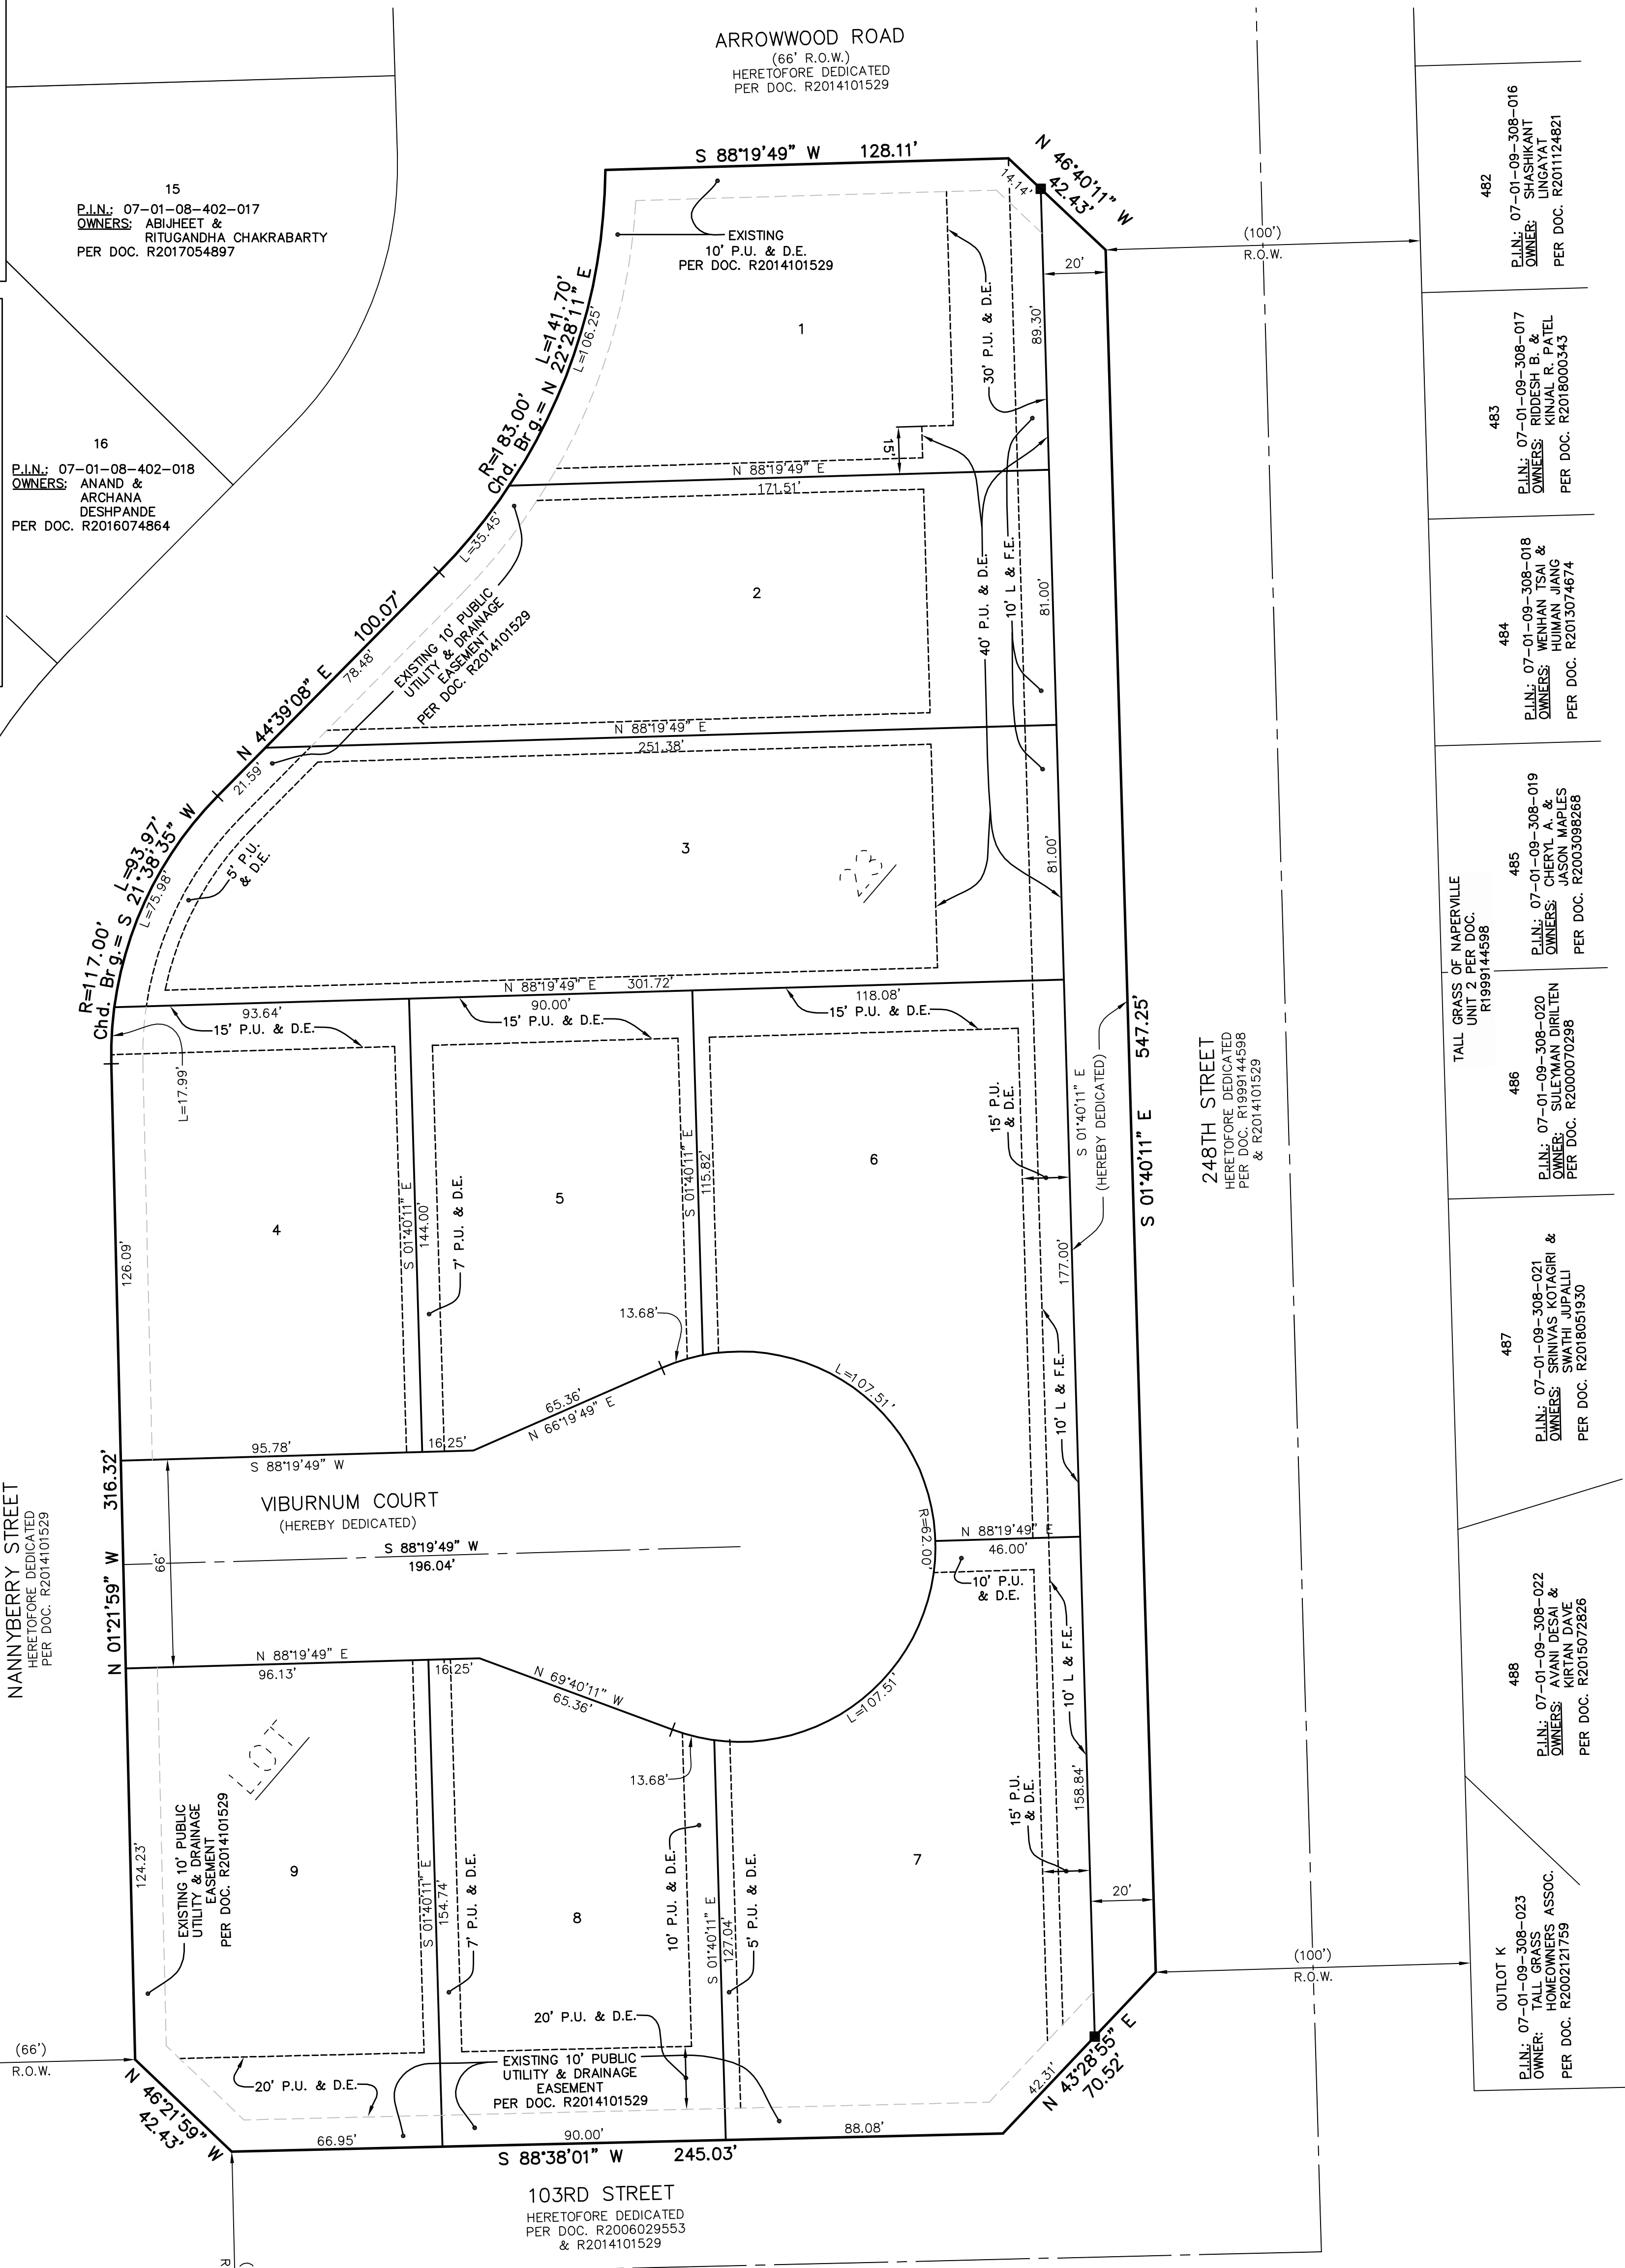 ARROWWOOD ROAD
(66' R.O.W.)
HERETOFORE DEDICATED
PER DOC. R2014101529
15
P.I.N.: 07-01-08-402-017
OWNERS: ABIJHEET &
RITUGANDHA CHAKRABARTY
PER DOC. R2017054897
16
P.I.N.: 07-01-08-402-018
OWNERS: ANAND &
ARCHANA
DESHPANDE
PER DOC. R2016074864
S 88°19'49" W 128.11'
N 46°40'11" W
42.43'
14.14'
EXISTING
10' P.U. & D.E.
PER DOC. R2014101529
(100')
R.O.W.
20'
1
30' P.U. & D.E.
89.30'
L=141.70'
R=183.00'
Chd. Brg.= N 22°28'11" E
L=106.25'
15'
N 88°19'49" E
171.51'
L=35.45'
2
40' P.U. & D.E.
10' L & F.E.
81.00'
100.07'
N 44°39'08" E
78.48'
EXISTING 10' PUBLIC
UTILITY & DRAINAGE
EASEMENT
PER DOC. R2014101529
N 88°19'49" E
251.38'
21.59'
3
23
81.00'
L=93.97'
R=117.00'
Chd. Brg.= S 21°38'35" W
L=75.98'
5' P.U.
& D.E.
N 88°19'49" E 301.72'
93.64'
90.00'
118.08'
15' P.U. & D.E.
15' P.U. & D.E.
15' P.U. & D.E.
L=17.99'
S 01°40'11" E
(HEREBY DEDICATED)
S 01°40'11" E 547.25'
248TH STREET
HERETOFORE DEDICATED
PER DOC. R1999144598
& R2014101529
15' P.U.
& D.E.
4
5
6
126.09'
S 01°40'11" E
144.00'
7' P.U. & D.E.
S 01°40'11" E
115.82'
177.00'
13.68'
65.36'
N 66°19'49" E
L=107.51'
10' L & F.E.
95.78'
S 88°19'49" W
16.25'
VIBURNUM COURT
(HEREBY DEDICATED)
S 88°19'49" W
196.04'
66'
R=62.00'
N 88°19'49" E
46.00'
10' P.U.
& D.E.
N 01°21'59" W 316.32'
NANNYBERRY STREET
HERETOFORE DEDICATED
PER DOC. R2014101529
N 88°19'49" E
96.13'
16.25'
N 69°40'11" W
65.36'
L=107.51'
10' L & F.E.
LOT
13.68'
158.84'
15' P.U.
& D.E.
124.23'
EXISTING 10' PUBLIC
UTILITY & DRAINAGE
EASEMENT
PER DOC. R2014101529
9
8
7
S 01°40'11" E
154.74'
7' P.U. & D.E.
10' P.U. & D.E.
S 01°40'11" E
127.04'
5' P.U. & D.E.
20'
(100')
R.O.W.
20' P.U. & D.E.
(66')
R.O.W.
20' P.U. & D.E.
EXISTING 10' PUBLIC
UTILITY & DRAINAGE
EASEMENT
PER DOC. R2014101529
N 46°21'59" W
42.43'
42.31'
N 43°28'55" E
70.52'
66.95'
90.00'
88.08'
S 88°38'01" W 245.03'
103RD STREET
HERETOFORE DEDICATED
PER DOC. R2006029553
& R2014101529
482
P.I.N.: 07-01-09-308-016
OWNER: SHASHIKANT
LINGAYAT
PER DOC. R2011124821
483
P.I.N.: 07-01-09-308-017
OWNERS: RIDDESH B. &
KINJAL R. PATEL
PER DOC. R2018000343
484
P.I.N.: 07-01-09-308-018
OWNERS: WENHAN TSAI &
HUIMAN JIANG
PER DOC. R2013074674
485
P.I.N.: 07-01-09-308-019
OWNERS: CHERYL A. &
JASON MAPLES
PER DOC. R2003098268
TALL GRASS OF NAPERVILLE
UNIT 2 PER DOC.
R1999144598
486
P.I.N.: 07-01-09-308-020
OWNER: SULEYMAN DIRILTEN
PER DOC. R2000070298
487
P.I.N.: 07-01-09-308-021
OWNERS: SRINIVAS KOTAGIRI &
SWATHI JUPALLI
PER DOC. R2018051930
488
P.I.N.: 07-01-09-308-022
OWNERS: AVANI DESAI &
KIRTAN DAVE
PER DOC. R2015072826
OUTLOT K
P.I.N.: 07-01-09-308-023
OWNER: TALL GRASS
HOMEOWNERS ASSOC.
PER DOC. R2002121759